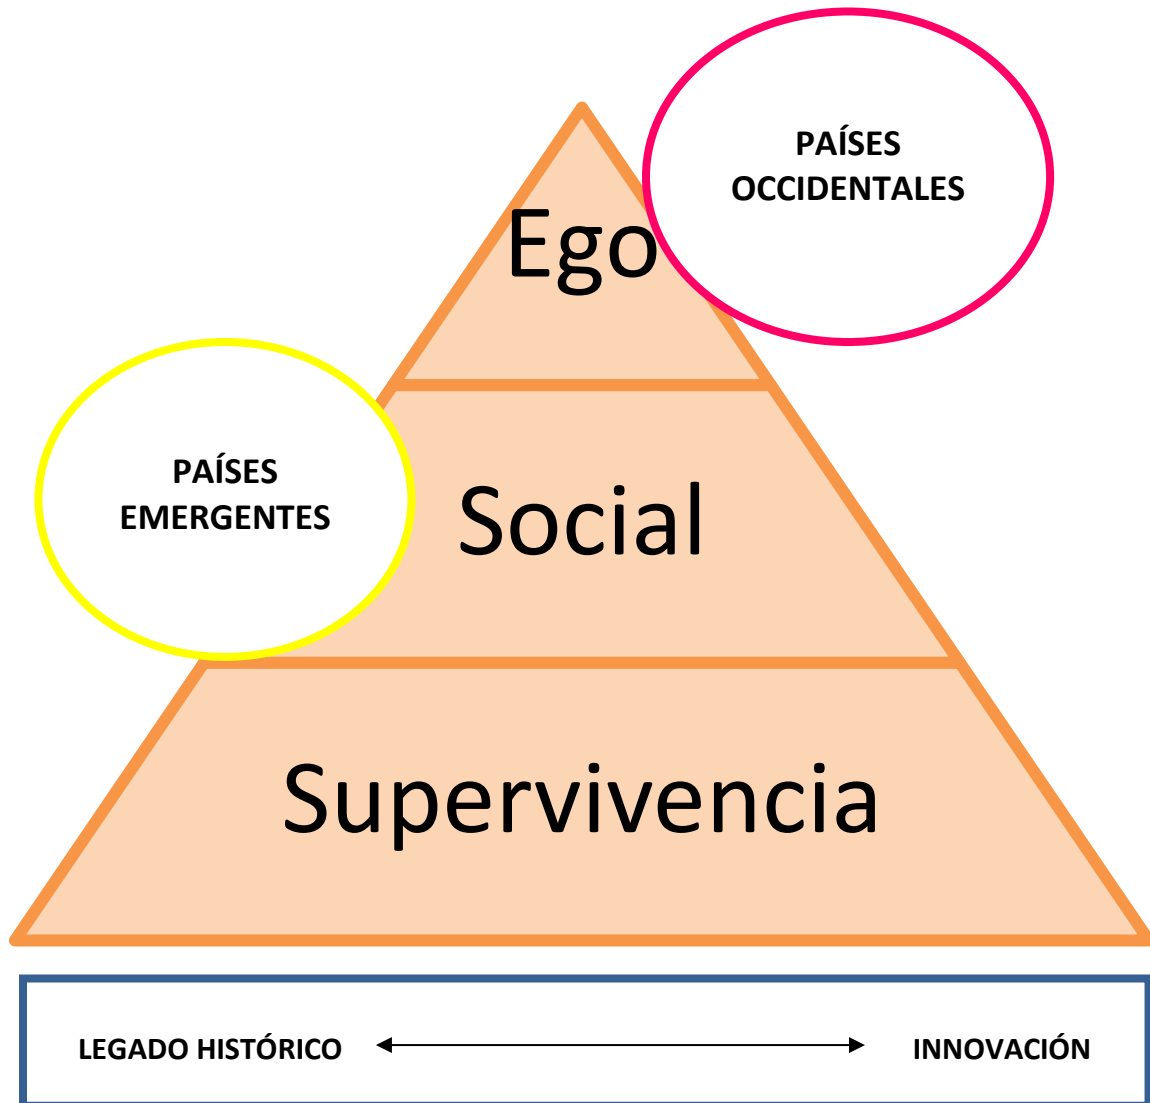 PAÍSES
OCCIDENTALES
Ego
PAÍSES
EMERGENTES
Social
Supervivencia
LEGADO HISTÓRICO
INNOVACIÓN